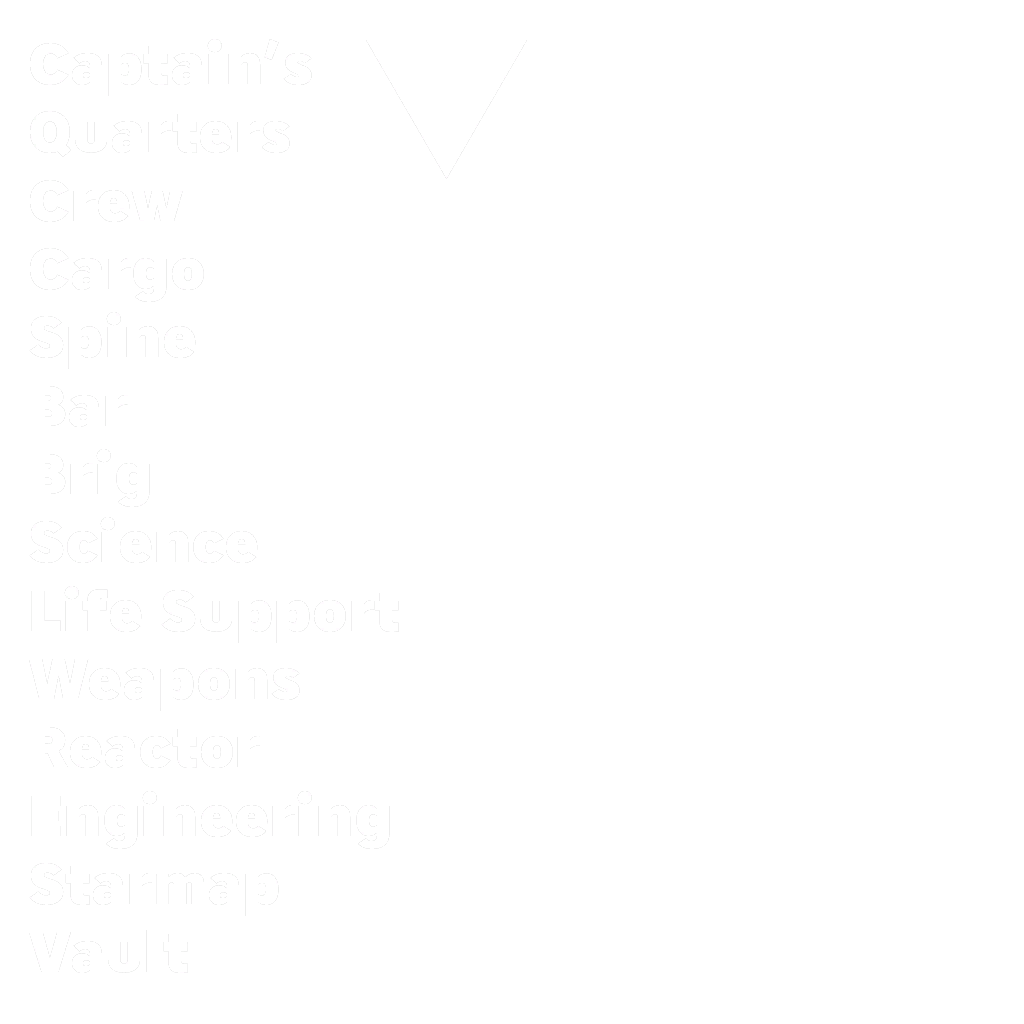 Captain’s
Quarters
Crew
Cargo
Spine
Bar
Brig
Science
Life Support
Weapons
Reactor
Engineering
Starmap
Vault